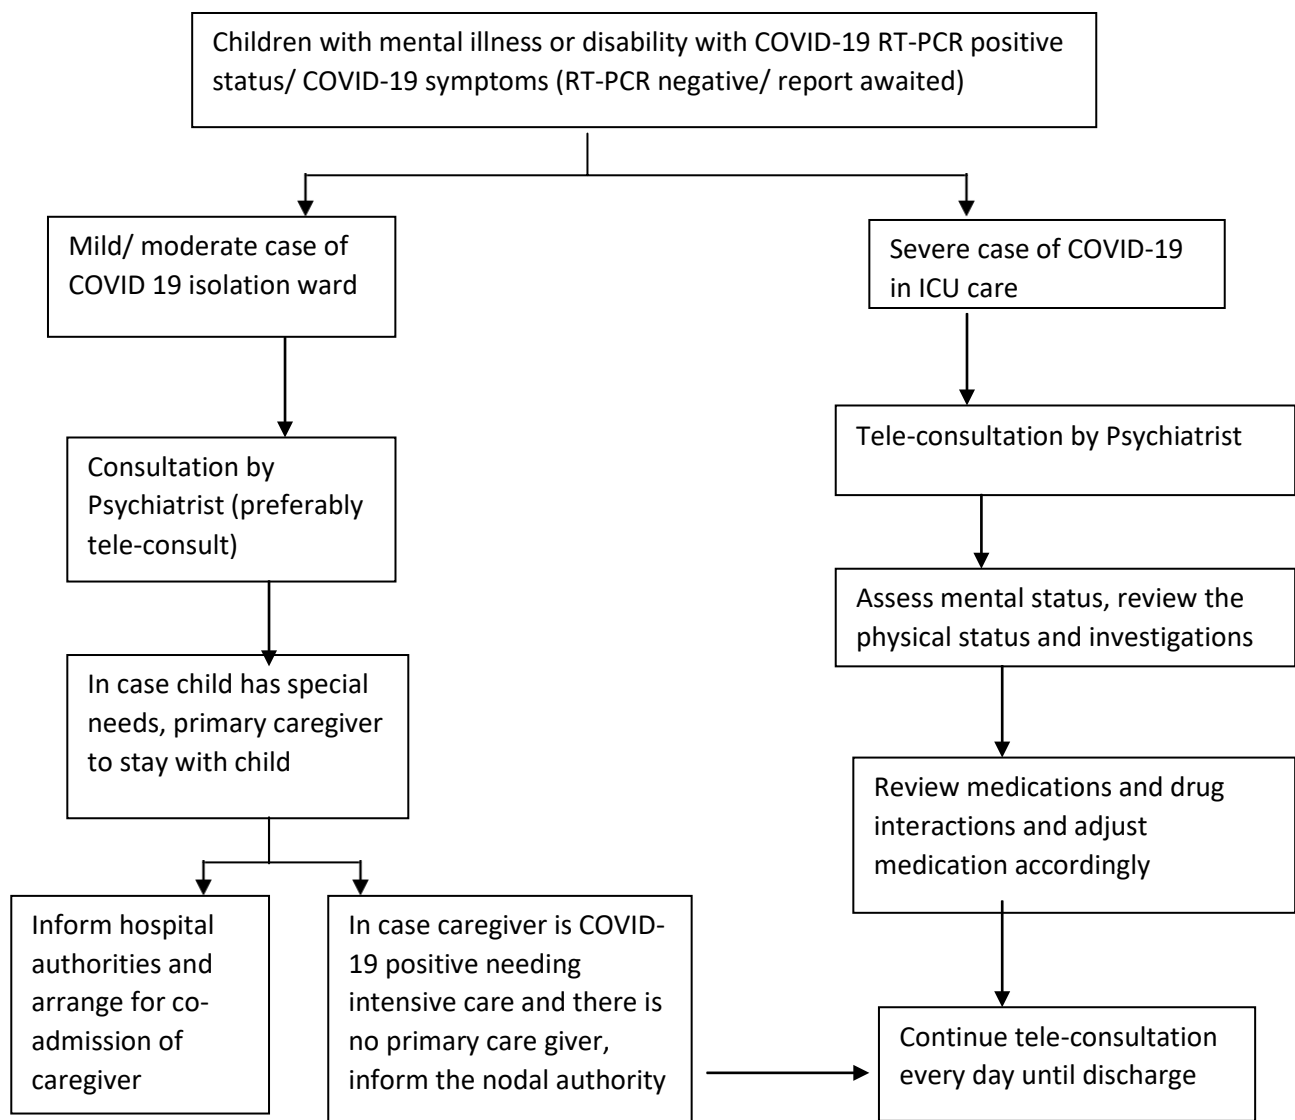 Children with mental illness or disability with COVID-19 RT-PCR positive
status/ COVID-19 symptoms (RT-PCR negative/ report awaited)
Mild/ moderate case of
COVID 19 isolation ward
Severe case of COVID-19
in ICU care
Consultation by
Psychiatrist (preferably
tele-consult)
Tele-consultation by Psychiatrist
Assess mental status, review the
physical status and investigations
In case child has special
needs, primary caregiver
to stay with child
Review medications and drug
interactions and adjust
medication accordingly
Inform hospital
authorities and
arrange for co-
admission of
caregiver
In case caregiver is COVID-
19 positive needing
intensive care and there is
no primary care giver,
inform the nodal authority
Continue tele-consultation
every day until discharge